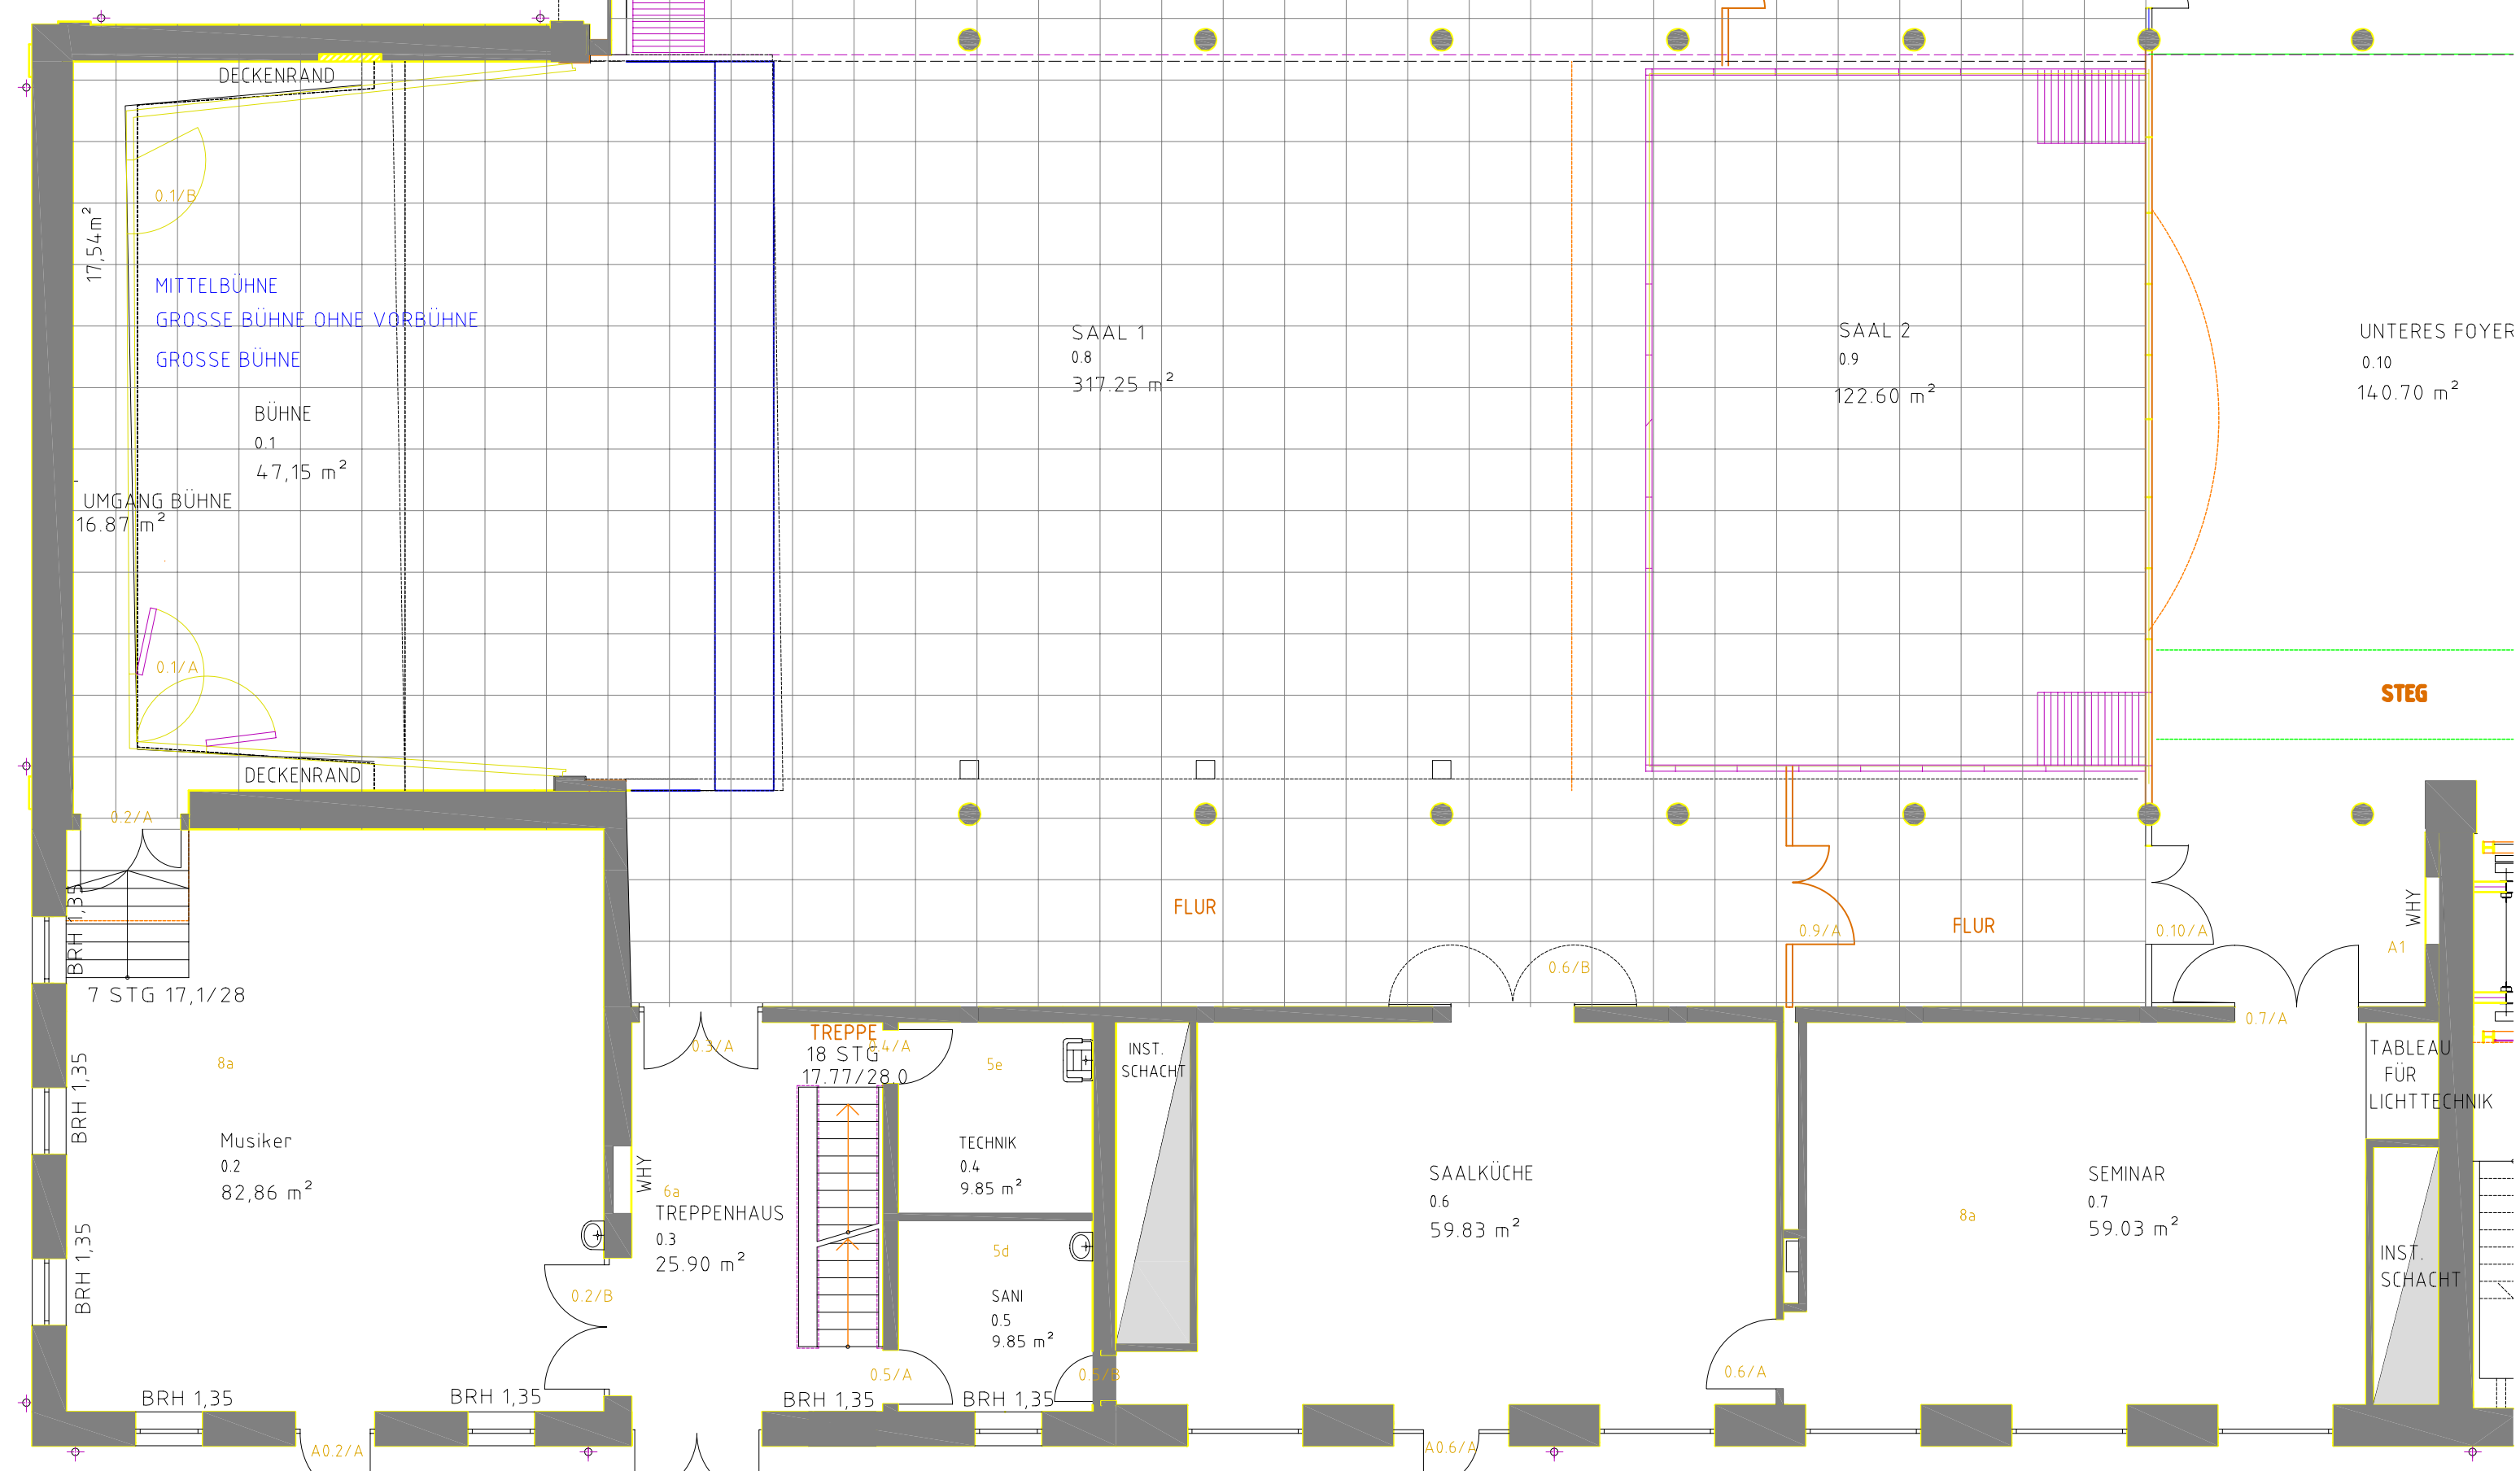 DECKENRAND
0.1/B
17,54m²
MITTELBÜHNE
GROSSE BÜHNE OHNE VORBÜHNE
GROSSE BÜHNE
BÜHNE
0.1
47,15 m²
UMGANG BÜHNE
16.87 m²
0.1/A
DECKENRAND
0.2/A
SAAL 1
0.8
317.25 m²
SAAL 2
0.9
122.60 m²
UNTERES FOYER
0.10
140.70 m²
STEG
FLUR
FLUR
0.9/A
0.10/A
WHY
A1
0.6/B
0.7/A
BRH 1,35
7 STG 17,1/28
8a
BRH 1,35
Musiker
0.2
82,86 m²
BRH 1,35
BRH 1,35
BRH 1,35
A0.2/A
0.2/B
WHY
6a
TREPPENHAUS
0.3
25.90 m²
0.3/A
TREPPE
18 STG
17.77/28.0
0.4/A
5e
TECHNIK
0.4
9.85 m²
5d
SANI
0.5
9.85 m²
0.5/A
0.5/B
BRH 1,35
BRH 1,35
INST.
SCHACHT
SAALKÜCHE
0.6
59.83 m²
0.6/A
A0.6/A
SEMINAR
0.7
59.03 m²
8a
TABLEAU
FÜR
LICHTTECHNIK
INST.
SCHACHT